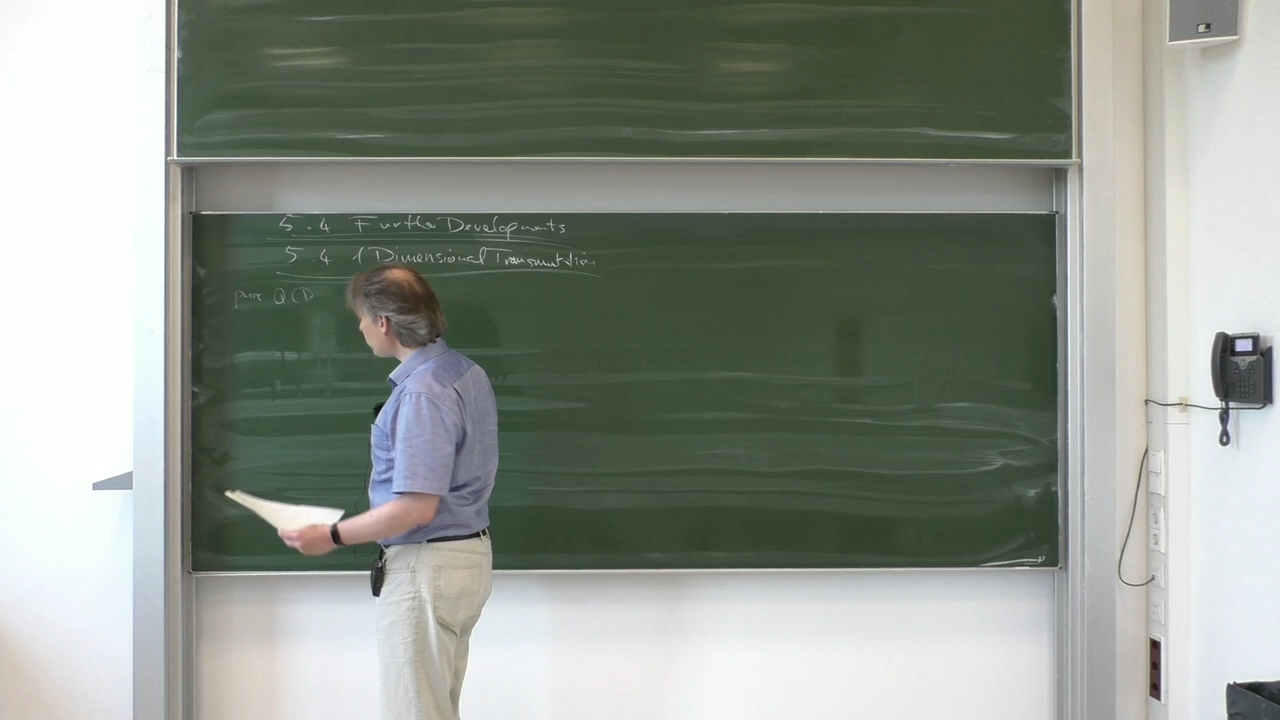 5.4 Further Developments
5.4.1 Dimensional Transmutation
pure QCD